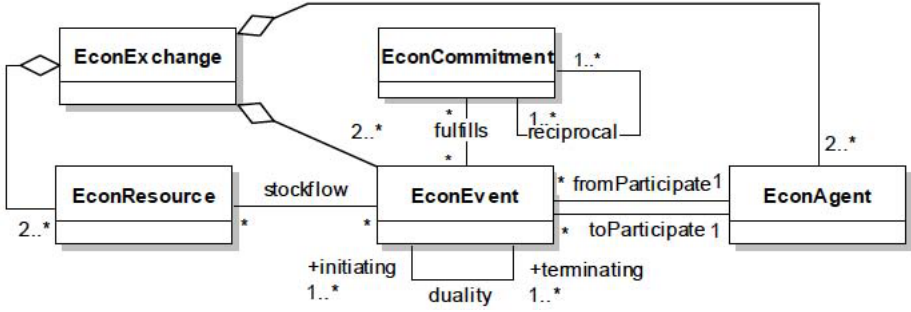 EconExchange
EconCommitment
1..*
*
1..*
2..*
fulfills
reciprocal
2..*
*
EconResource
stockflow
EconEvent
* fromParticipate 1
EconAgent
2..*
*
*
* toParticipate 1
+initiating
+terminating
1..*
duality
1..*